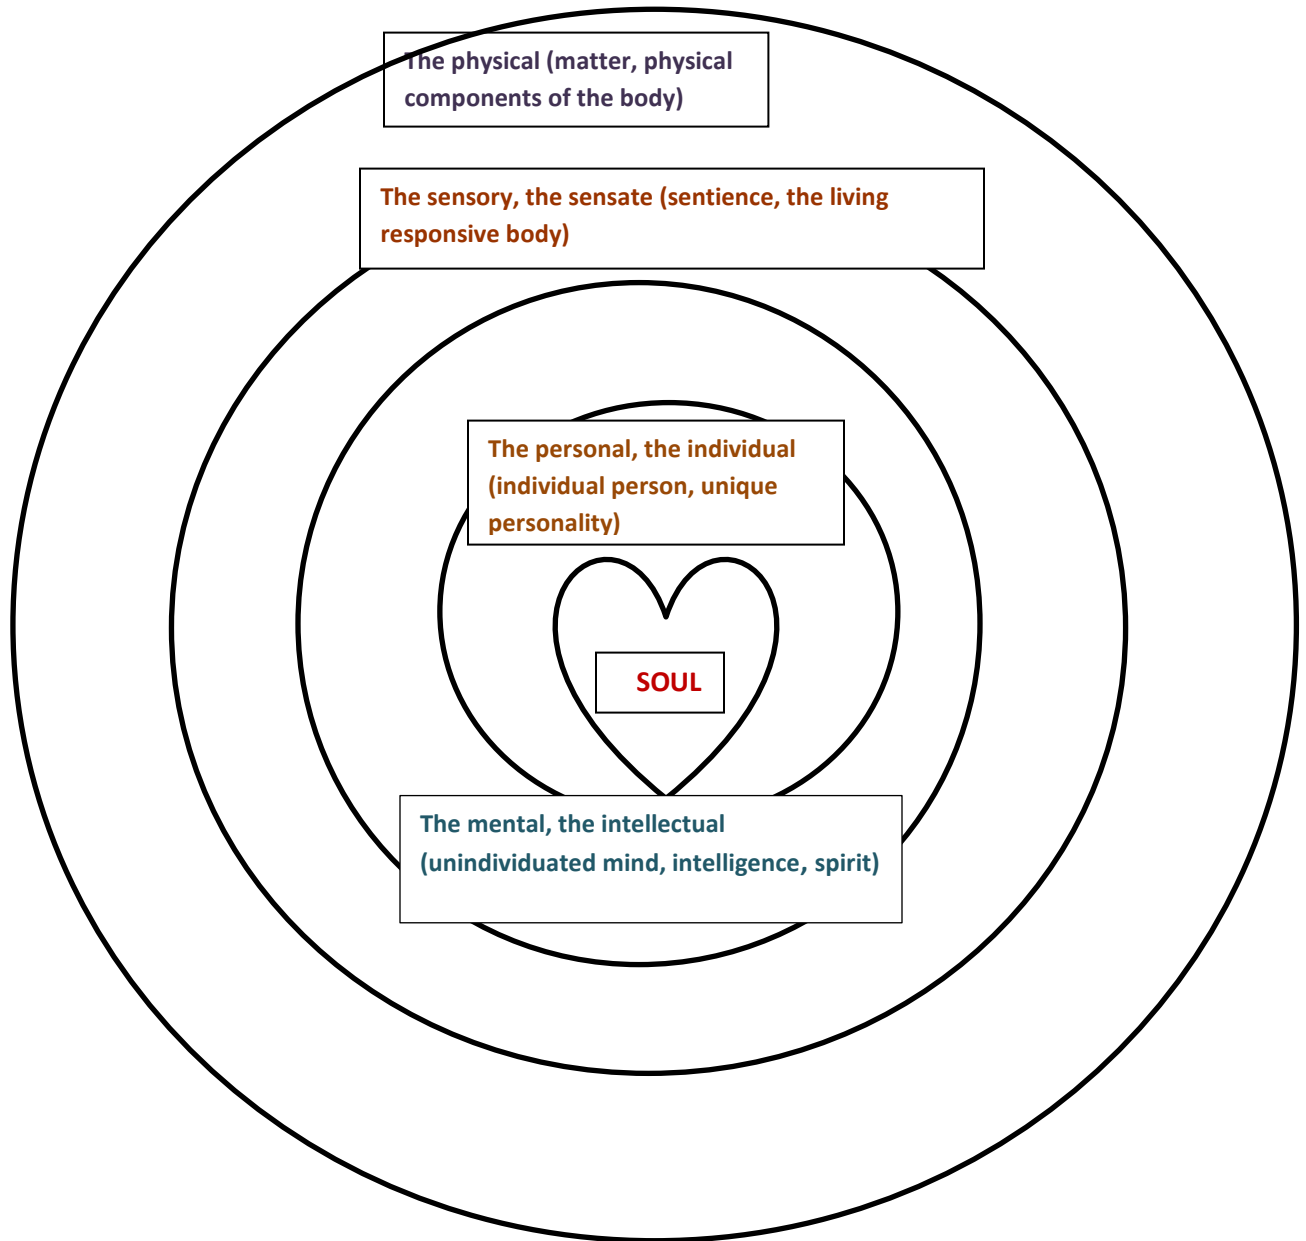 The physical (matter, physical
components of the body)
The sensory, the sensate (sentience, the living
responsive body)
The personal, the individual
(individual person, unique
personality)
SOUL
The mental, the intellectual
(unindividuated mind, intelligence, spirit)